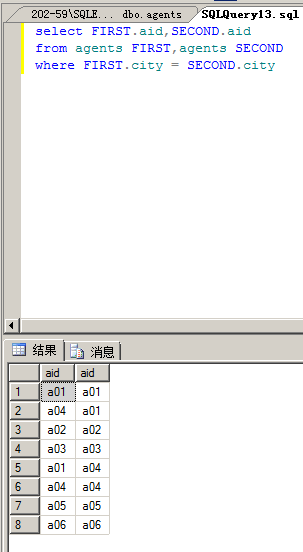 202-59\SQLE... dbo.agents SQLQuery13.sql
select FIRST.aid,SECOND.aid
from agents FIRST,agents SECOND
where FIRST.city = SECOND.city
结果 消息
aid aid
1 a01 a01
2 a04 a01
3 a02 a02
4 a03 a03
5 a01 a04
6 a04 a04
7 a05 a05
8 a06 a06